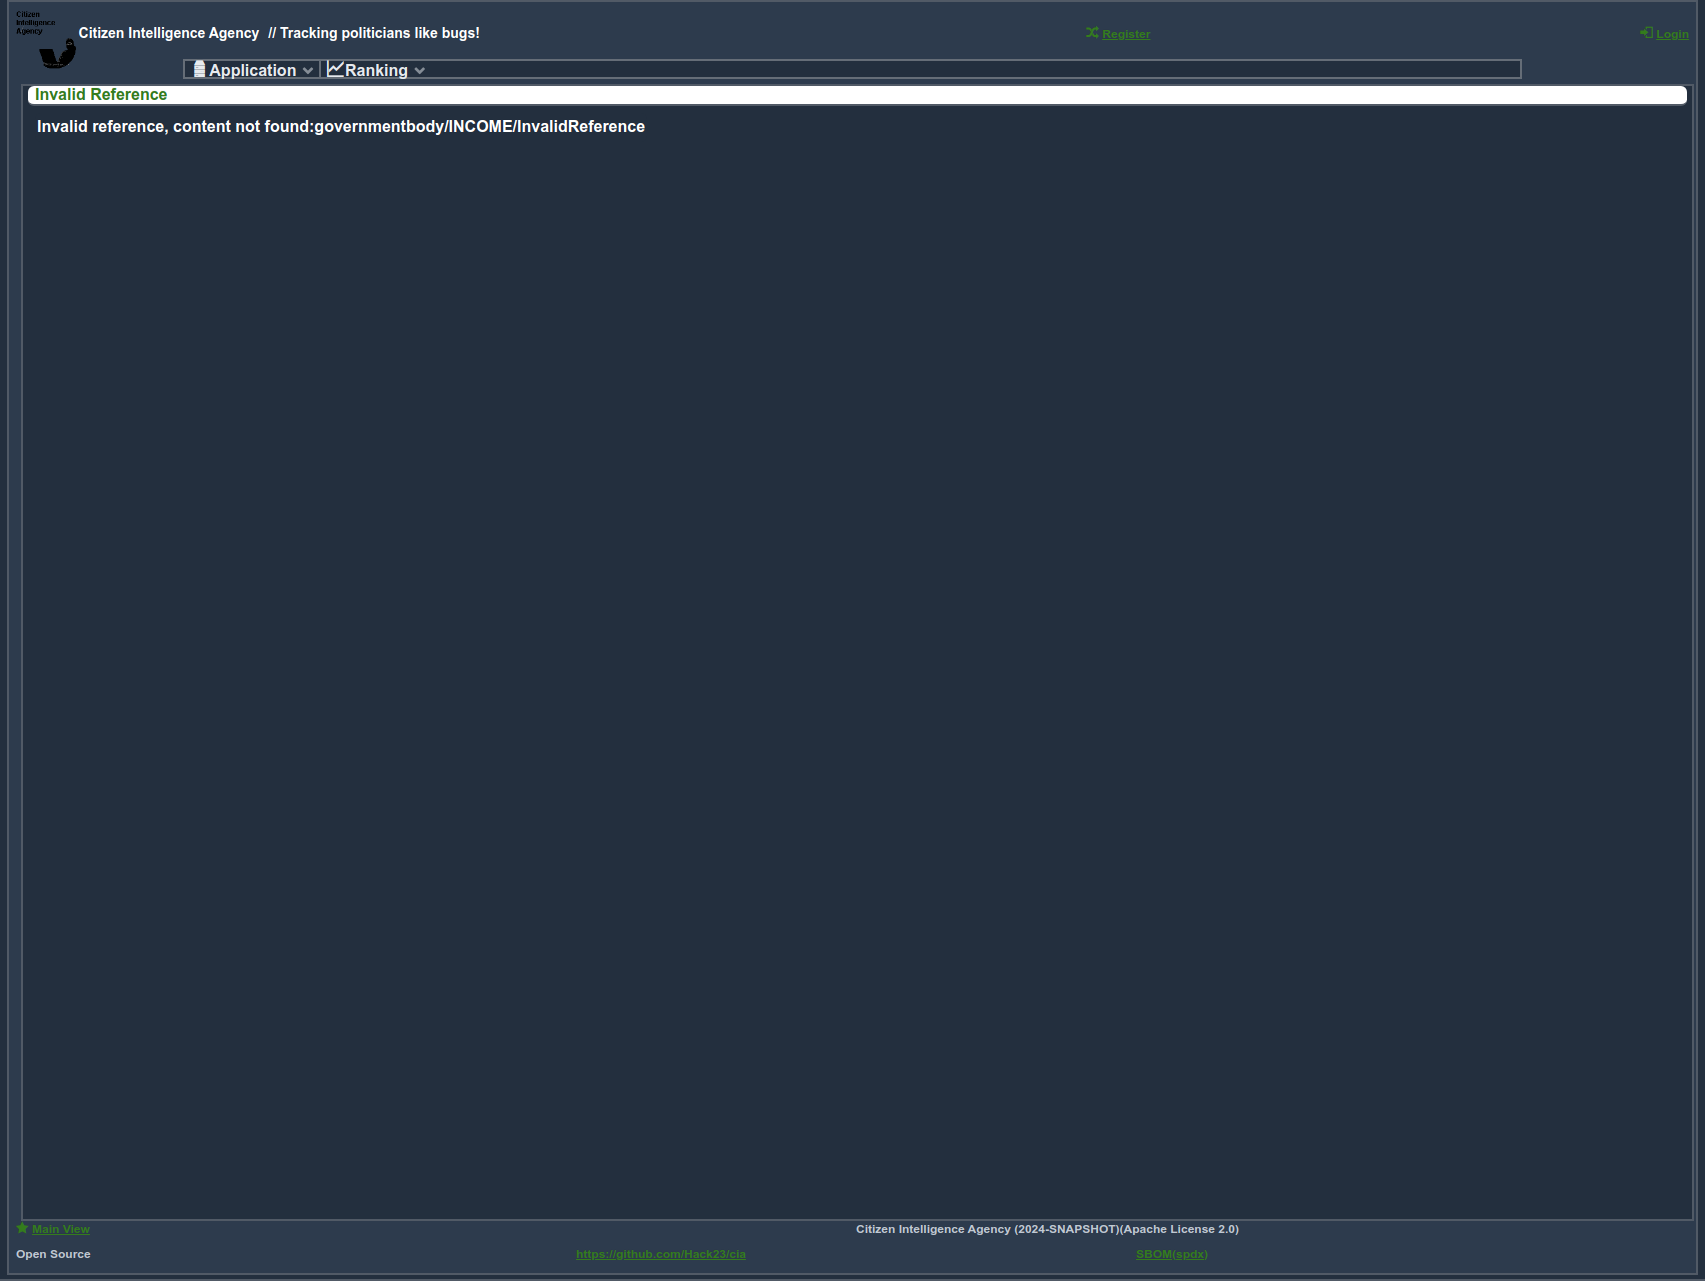 Citizen
Intelligence
Agency
Citizen Intelligence Agency // Tracking politicians like bugs!
Register
Login
Application
Ranking
Invalid Reference
Invalid reference, content not found:governmentbody/INCOME/InvalidReference
Main View
Citizen Intelligence Agency (2024-SNAPSHOT)(Apache License 2.0)
Open Source
https://github.com/Hack23/cia
SBOM(spdx)